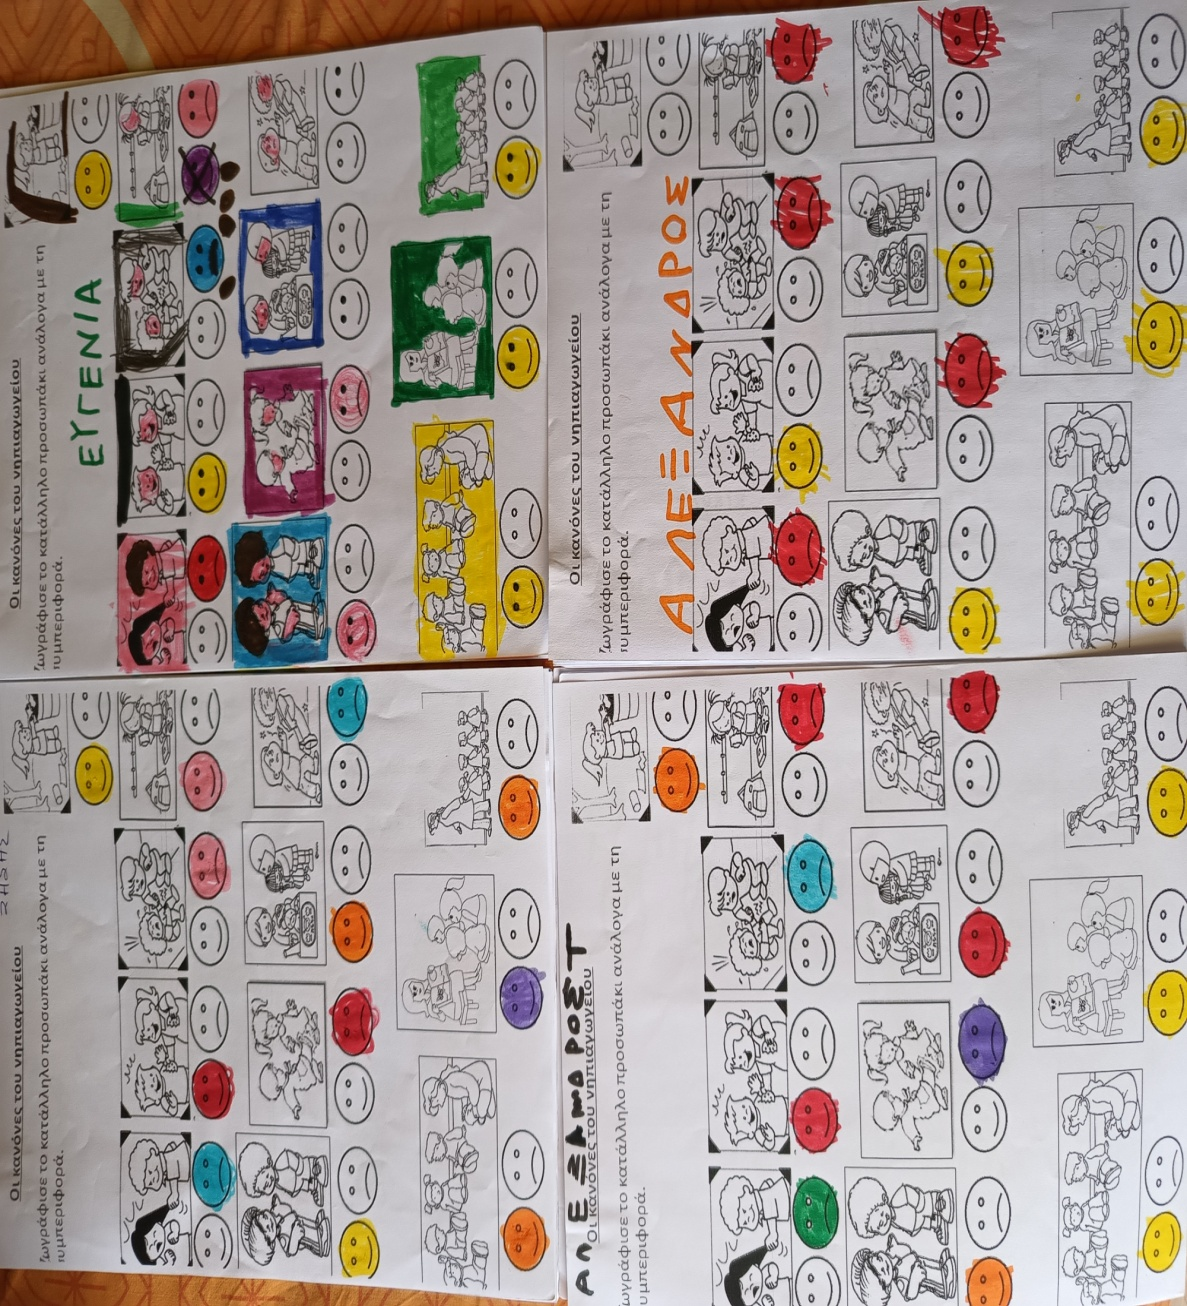 Οι κανόνες του νηπιαγωγείου
Ζωγράφισε το κατάλληλο προσωπάκι ανάλογα με τη
συμπεριφορά.
Οι κανόνες του νηπιαγωγείου
Ζωγράφισε το κατάλληλο προσωπάκι ανάλογα με τη
συμπεριφορά.
ΕΥΓΕΝΙΑ
ΑΛΕΞΑΝΔΡΟΣ Τ
Οι κανόνες του νηπιαγωγείου
Ζωγράφισε το κατάλληλο προσωπάκι ανάλογα με τη
συμπεριφορά.
Οι κανόνες του νηπιαγωγείου
Ζωγράφισε το κατάλληλο προσωπάκι ανάλογα με τη
συμπεριφορά.
ΑΛΕΞΑΝΔΡΟΣ